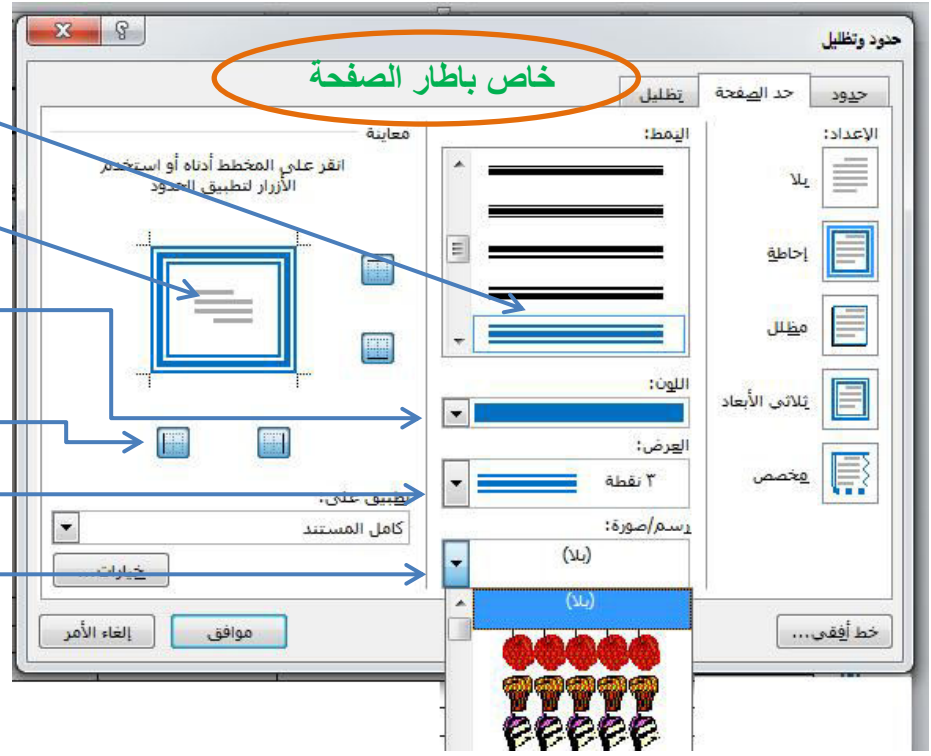 حدود وتظليل
خاص باطار الصفحة
حدود
حد الصفحة
تظليل
الإعداد:
بلا
إحاطة
مظلل
ثلاثي الأبعاد
مخصص
النمط:
اللون:
العرض:
٣ نقطة
رسم/صورة:
(بلا)
(بلا)
معاينة
انقر على المخطط أدناه أو استخدم
الأزرار لتطبيق الحدود
تطبيق على:
كامل المستند
خيارات...
خط أفقي...
موافق
إلغاء الأمر